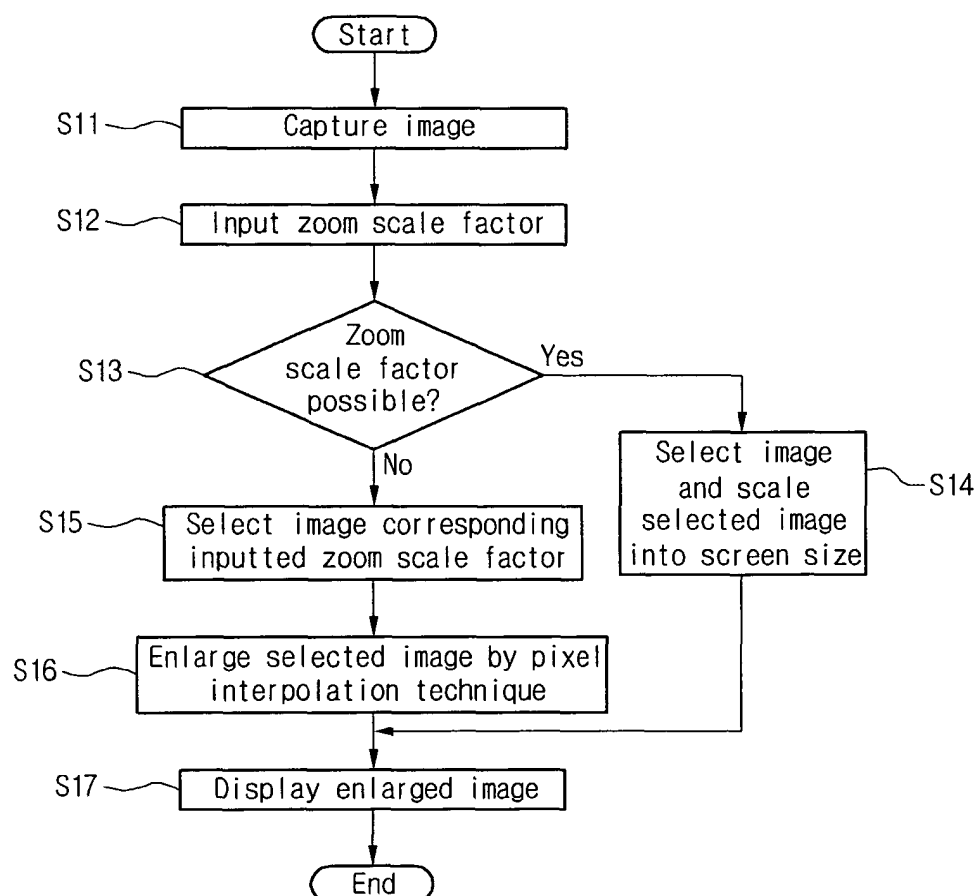 Start
S11
Capture image
S12
Input zoom scale factor
S13
Zoom
scale factor
possible?
Yes
No
S14
Select image
and scale
selected image
into screen size
S15
Select image corresponding
inputted zoom scale factor
S16
Enlarge selected image by pixel
interpolation technique
S17
Display enlarged image
End